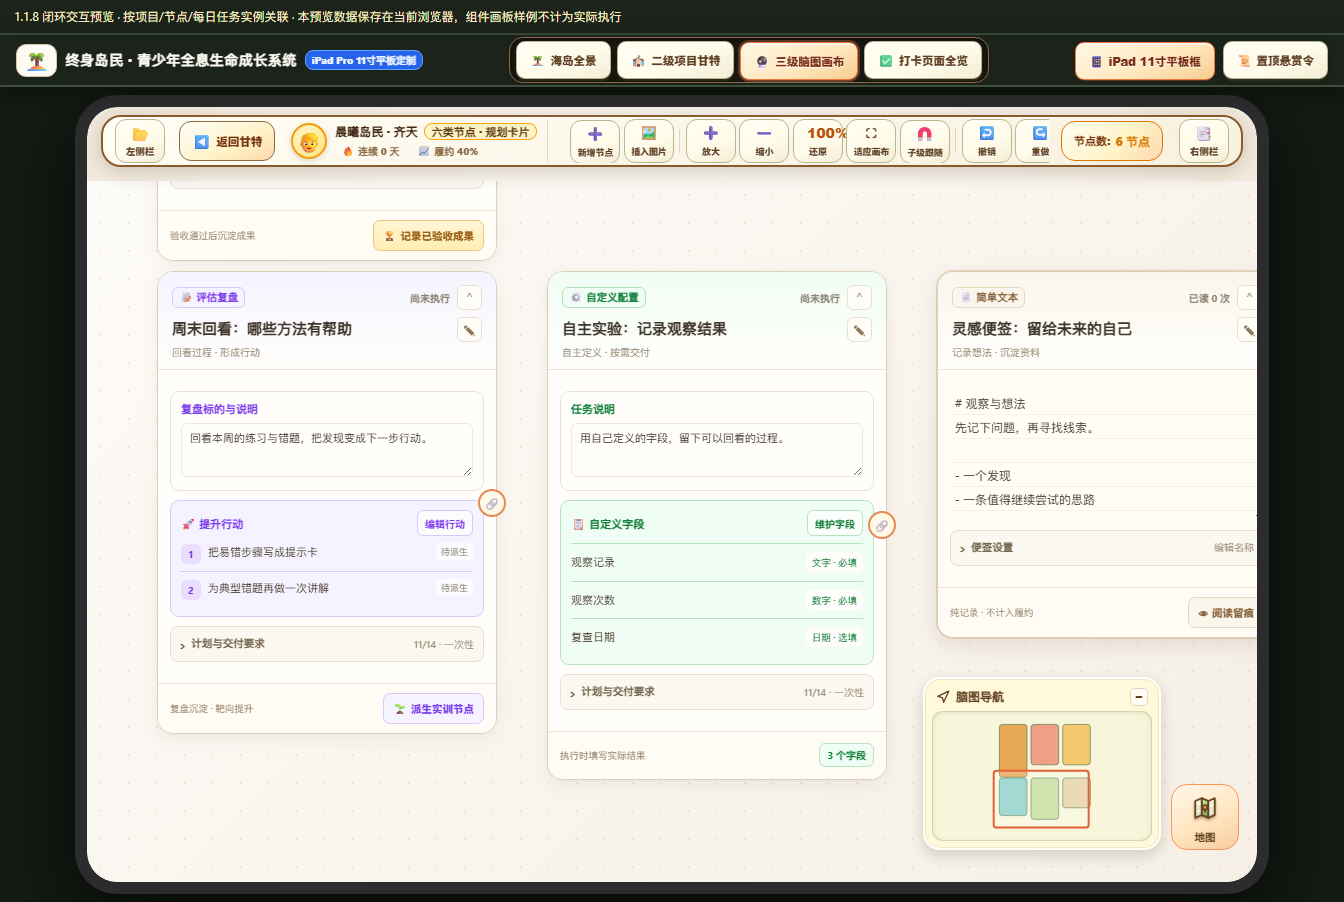 1.1.8 闭环交互预览 · 按项目/节点/每日任务实例关联 · 本预览数据保存在当前浏览器，组件画板样例不计为实际执行
终身岛民 · 青少年全息生命成长系统
iPad Pro 11寸平板定制
海岛全景
二级项目甘特
三级脑图画布
打卡页面全览
iPad 11寸平板框
置顶悬赏令
左侧栏
返回甘特
晨曦岛民 · 齐天
六类节点 · 规划卡片
连续 0 天
履约 40%
新增节点
插入图片
放大
缩小
100%
还原
适应画布
子级跟随
撤销
重做
节点数: 6 节点
右侧栏
验收通过后沉淀成果
记录已验收成果
评估复盘
尚未执行
^
周末回看：哪些方法有帮助
回看过程 · 形成行动
复盘标的与说明
回看本周的练习与错题，把发现变成下一步行动。
提升行动
编辑行动
1
把易错步骤写成提示卡
待派生
2
为典型错题再做一次讲解
待派生
› 计划与交付要求
11/14 · 一次性
复盘沉淀 · 靶向提升
派生实训节点
自定义配置
尚未执行
^
自主实验：记录观察结果
自主定义 · 按需交付
任务说明
用自己定义的字段，留下可以回看的过程。
自定义字段
维护字段
观察记录
文字 · 必填
观察次数
数字 · 必填
复查日期
日期 · 选填
› 计划与交付要求
11/14 · 一次性
执行时填写实际结果
3 个字段
简单文本
已读 0 次
^
灵感便签：留给未来的自己
记录想法 · 沉淀资料
# 观察与想法
先记下问题，再寻找线索。
- 一个发现
- 一条值得继续尝试的思路
› 便签设置
编辑名称
纯记录 · 不计入履约
阅读留痕
脑图导航
−
地图